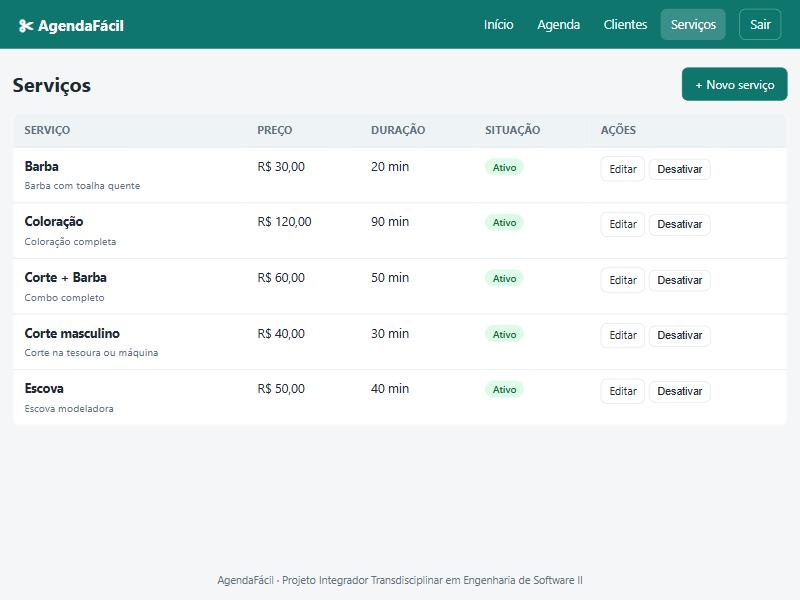 AgendaFácil Início Agenda Clientes Serviços Sair
Serviços + Novo serviço
SERVIÇO PREÇO DURAÇÃO SITUAÇÃO AÇÕES
Barba R$ 30,00 20 min Ativo Editar Desativar
Barba com toalha quente
Coloração R$ 120,00 90 min Ativo Editar Desativar
Coloração completa
Corte + Barba R$ 60,00 50 min Ativo Editar Desativar
Combo completo
Corte masculino R$ 40,00 30 min Ativo Editar Desativar
Corte na tesoura ou máquina
Escova R$ 50,00 40 min Ativo Editar Desativar
Escova modeladora
AgendaFácil · Projeto Integrador Transdisciplinar em Engenharia de Software II